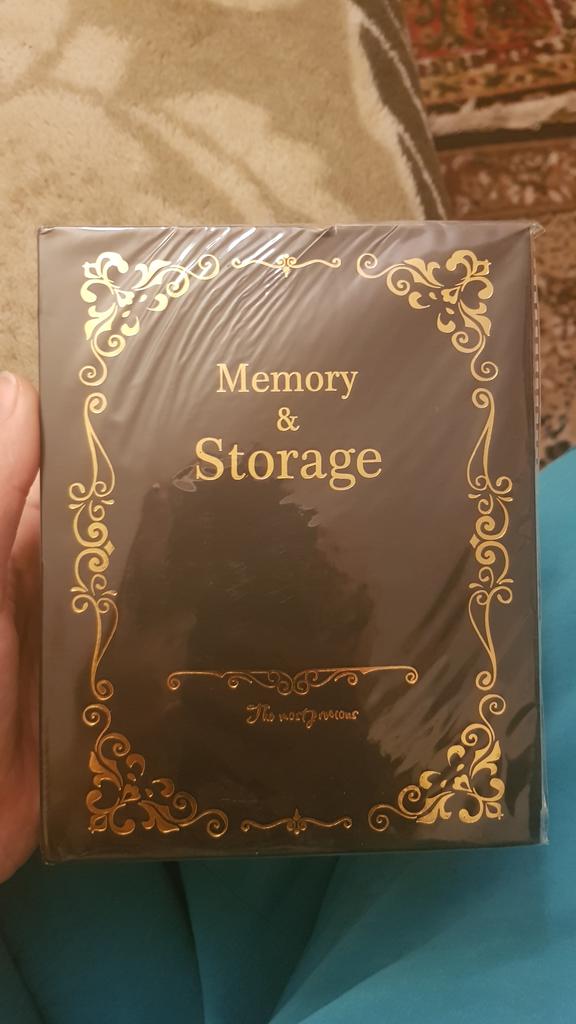 Memory
&
Storage
The most precious